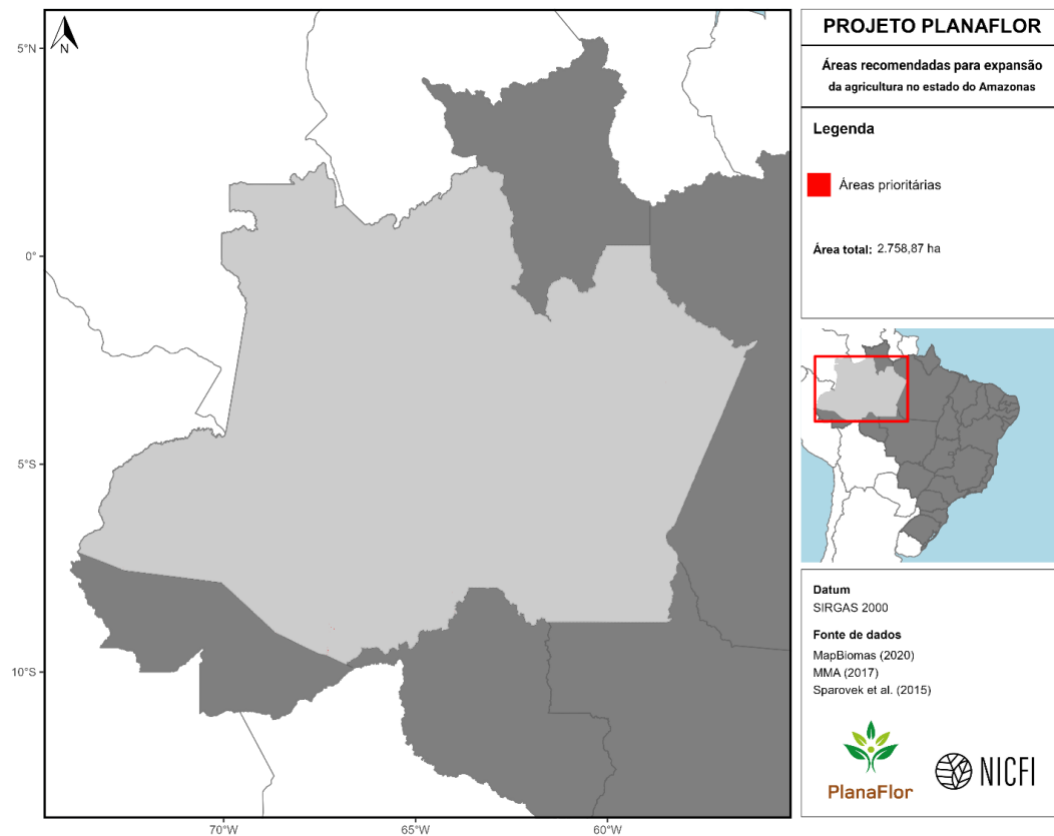 PROJETO PLANAFLOR
Áreas recomendadas para expansão
da agricultura no estado do Amazonas
Legenda
Áreas prioritárias
Área total: 2.758,87 ha
Datum
SIRGAS 2000
Fonte de dados
MapBiomas (2020)
MMA (2017)
Sparovek et al. (2015)
PlanaFlor
NICFI
N
5°N
0°
5°S
10°S
70°W
65°W
60°W